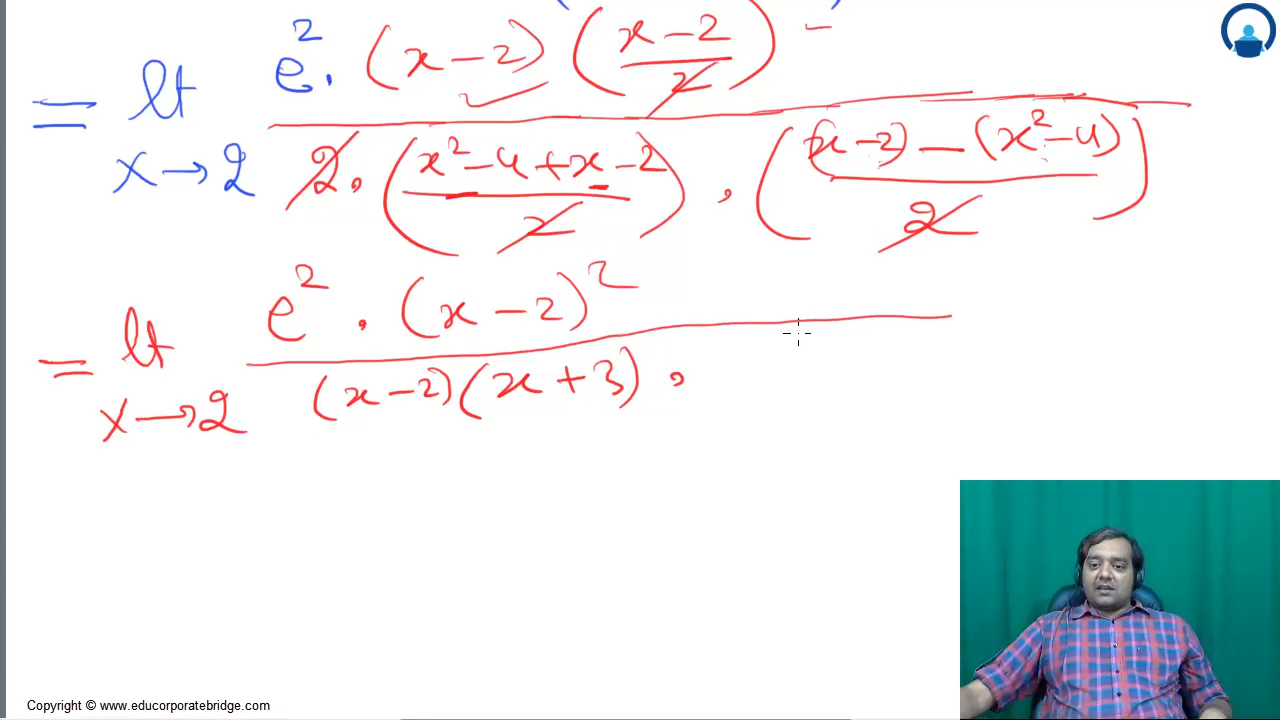 = lt x→2 e². (x-2) (x-2/2) -
2. (x²-4+x-2/2) . ((x-2)-(x²-4)/2)
= lt x→2 e² . (x-2)²
(x-2)(x+3) .
Copyright © www.educorporatebridge.com